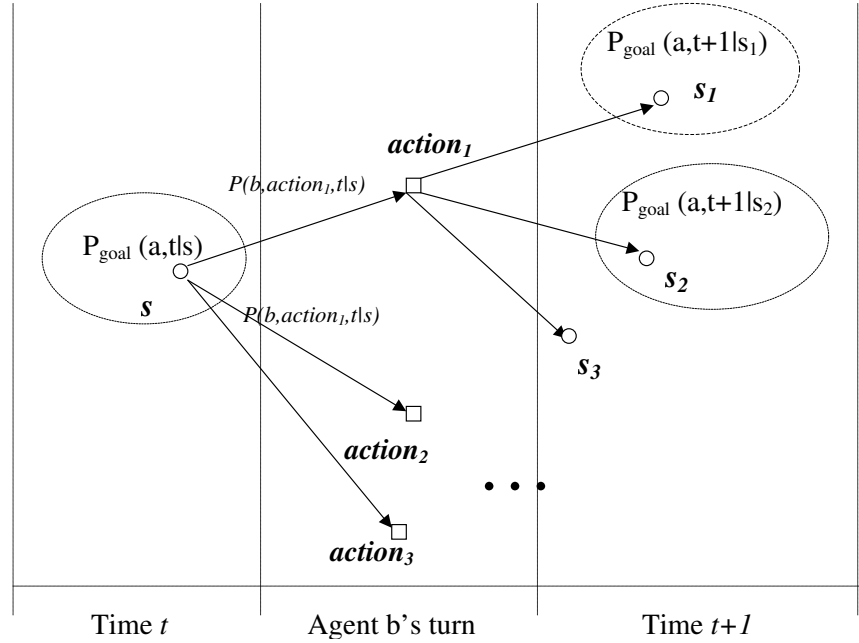 P_goal (a,t+1|s_1)
s_1
action_1
P(b,action_1,t|s)
P_goal (a,t+1|s_2)
P_goal (a,t|s)
s_2
s
P(b,action_1,t|s)
s_3
action_2
• • •
action_3
Time t
Agent b's turn
Time t+1